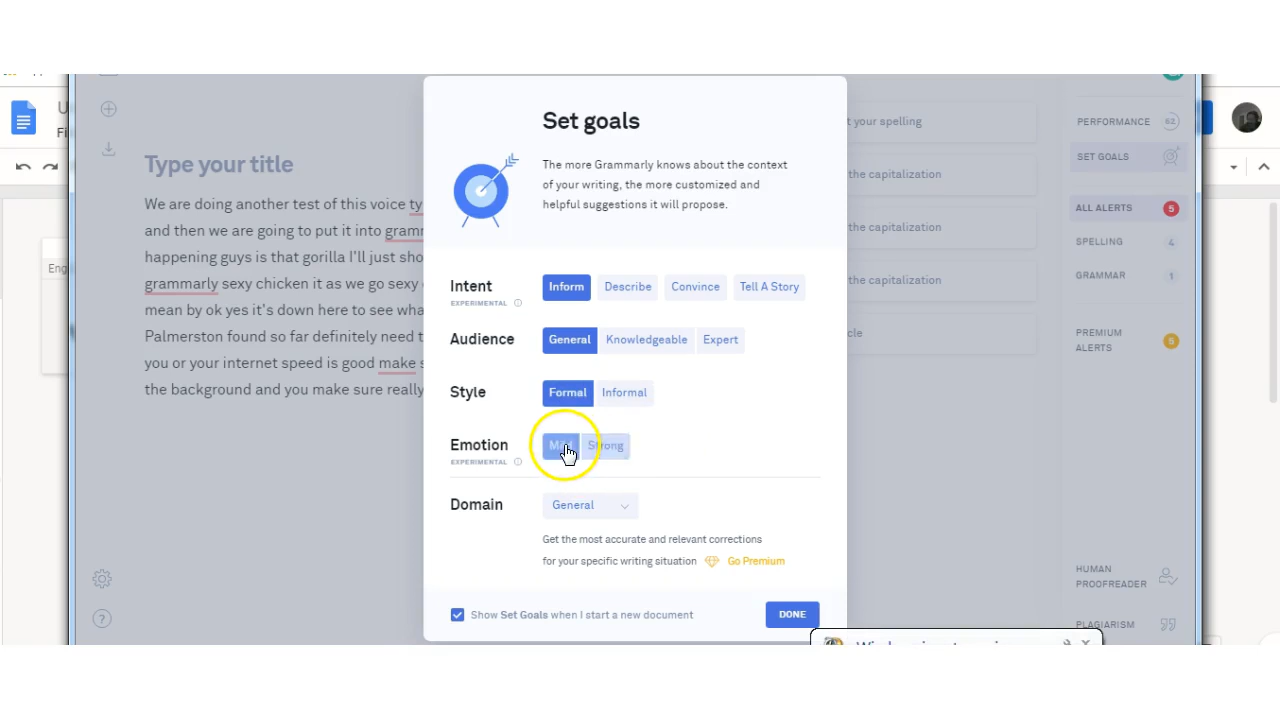 Set goals
The more Grammarly knows about the context
of your writing, the more customized and
helpful suggestions it will propose.
Intent
EXPERIMENTAL
Inform Describe Convince Tell A Story
Audience
General Knowledgeable Expert
Style
Formal Informal
Emotion
EXPERIMENTAL
Strong
Domain
General
Get the most accurate and relevant corrections
for your specific writing situation Go Premium
Show Set Goals when I start a new document
DONE
Type your title
We are doing another test of this voice ty
and then we are going to put it into gramm
happening guys is that gorilla I'll just sho
grammarly sexy chicken it as we go sexy
mean by ok yes it's down here to see wha
Palmerston found so far definitely need t
you or your internet speed is good make s
the background and you make sure really
t your spelling
the capitalization
the capitalization
the capitalization
cle
PERFORMANCE 62
SET GOALS
ALL ALERTS 5
SPELLING 4
GRAMMAR 1
PREMIUM
ALERTS 5
HUMAN
PROOFREADER
PLAGIARISM
U
Fi
Eng
?